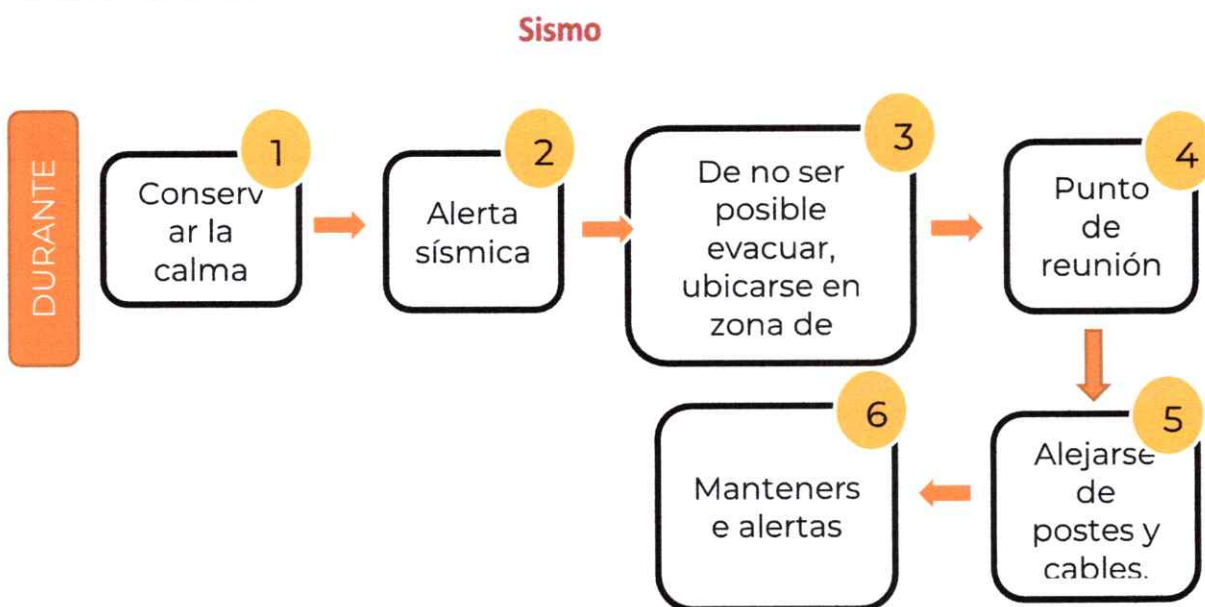 Sismo
DURANTE
1
Conserv
ar la
calma
2
Alerta
sísmica
3
De no ser
posible
evacuar,
ubicarse en
zona de
4
Punto
de
reunión
5
Alejarse
de
postes y
cables.
6
Manteners
e alertas